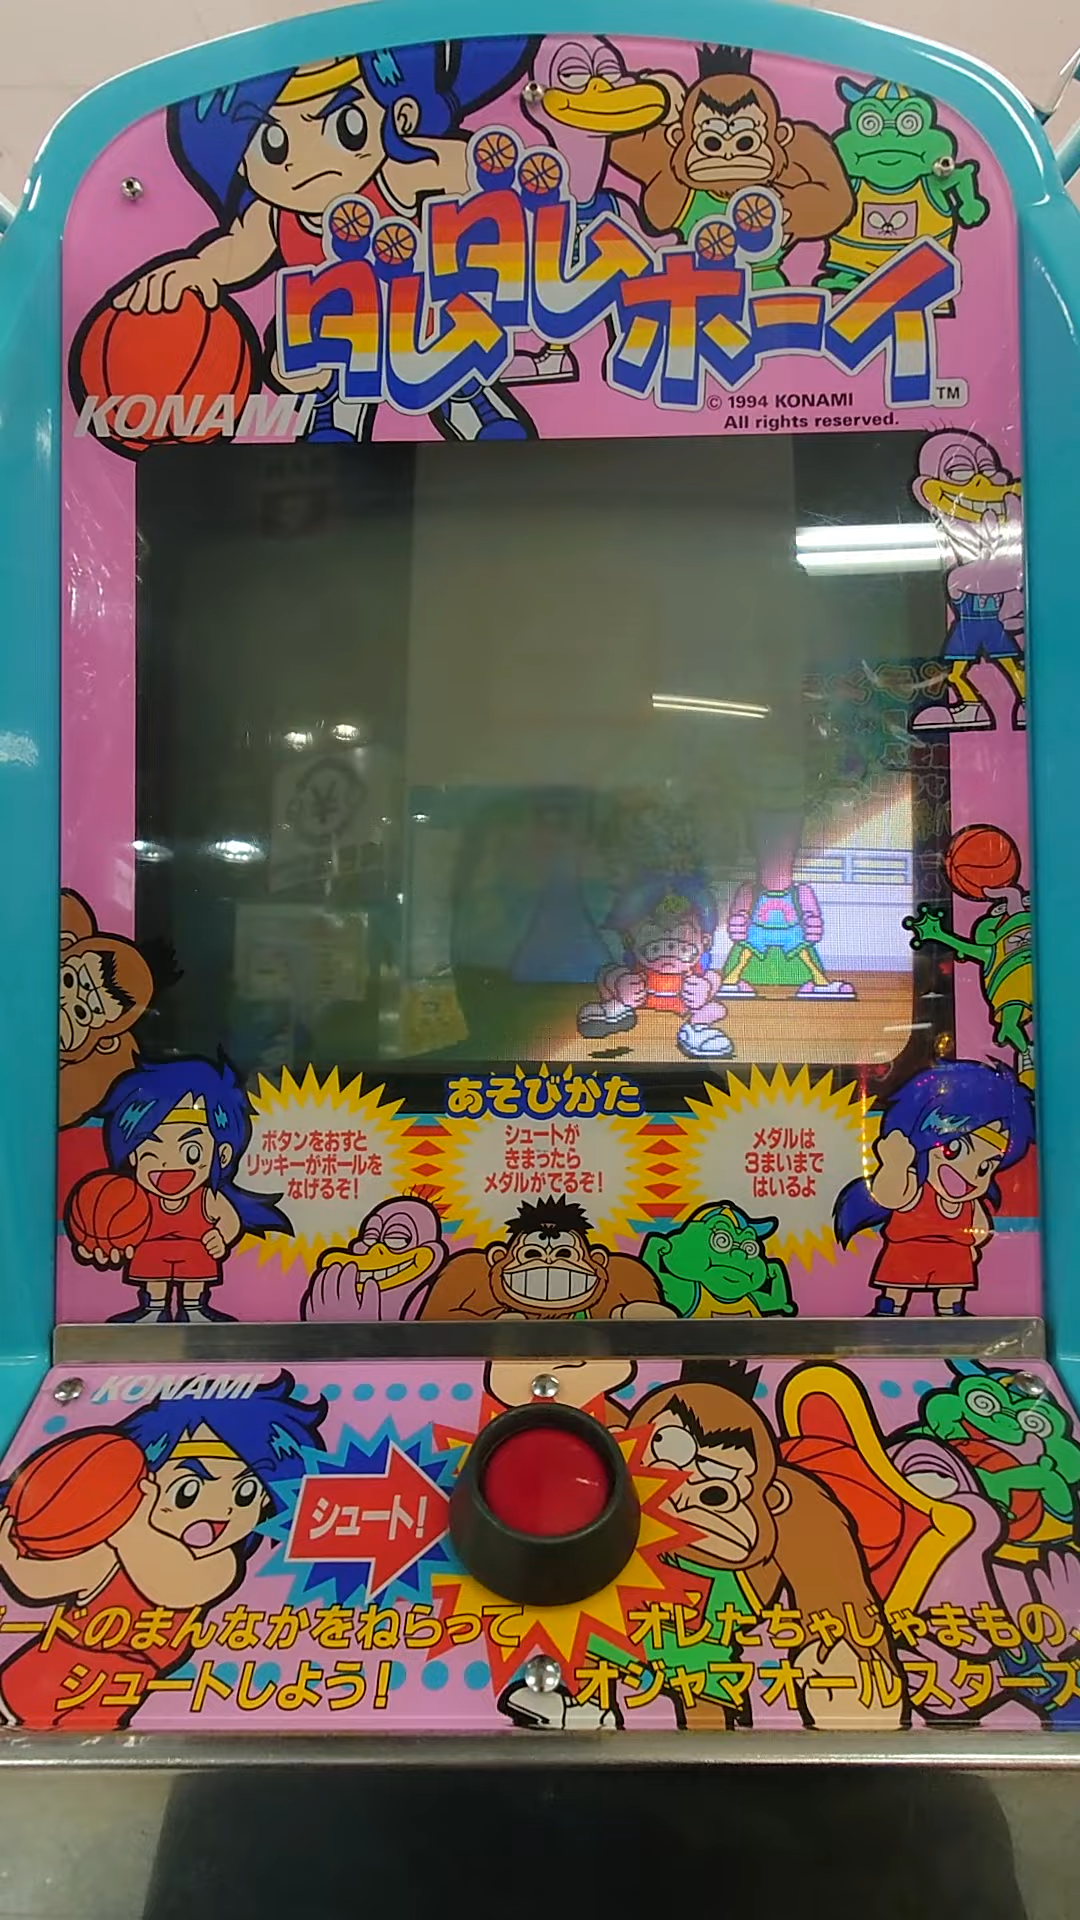 ダムダムボーイ
TM
KONAMI
© 1994 KONAMI
All rights reserved.
あそびかた
ボタンをおすと
リッキーがボールを
なげるぞ!
シュートが
きまったら
メダルがでるぞ!
メダルは
3まいまで
はいるよ
KONAMI
シュート!
ードのまんなかをねらって
シュートしよう!
オレたちゃじゃまもの、
オジャマオールスターズ